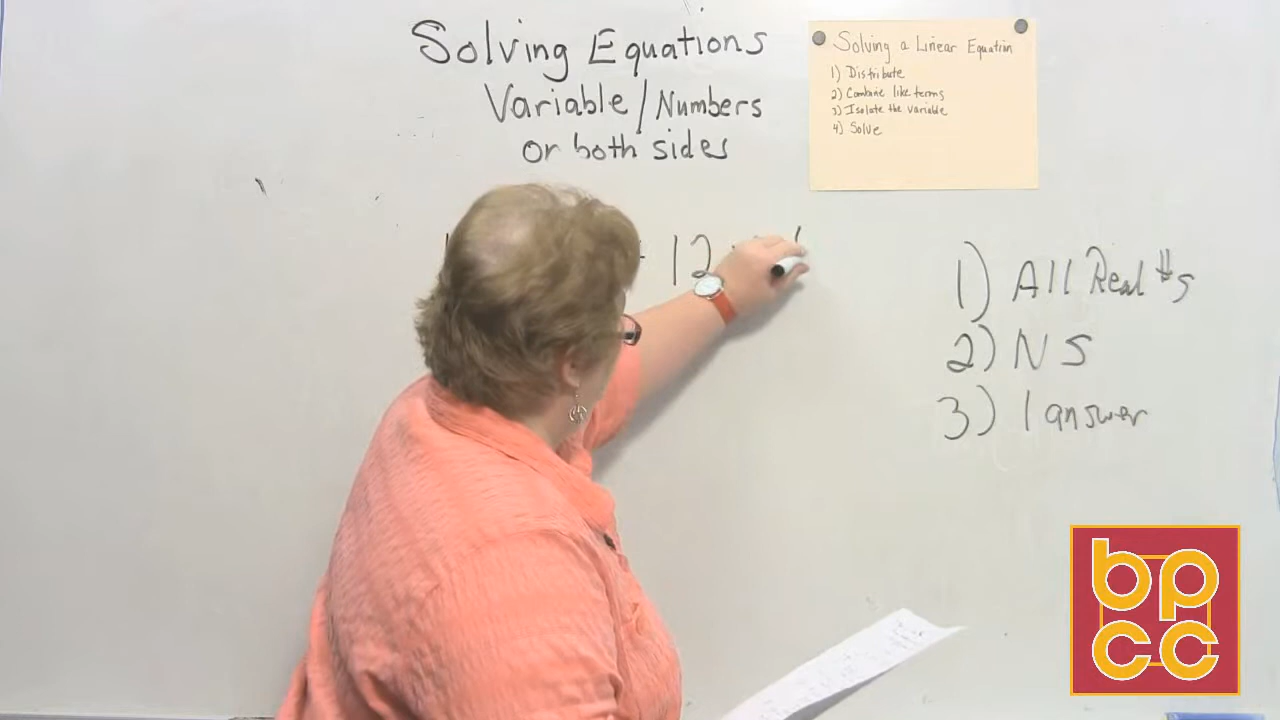 Solving Equations
Variable/Numbers
or both sides
Solving a Linear Equation
1) Distribute
2) Combine like terms
3) Isolate the variable
4) Solve
12
1) All Real #s
2) NS
3) 1 answer
bp
cc